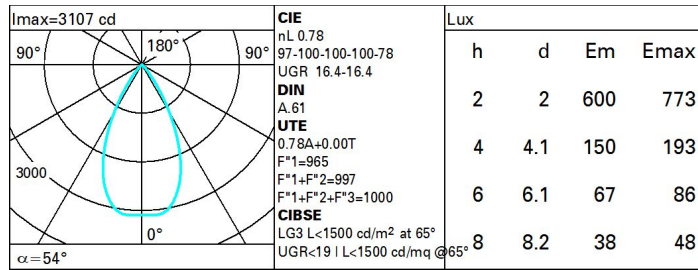 Imax=3107 cd
90°
180°
90°
3000
0°
α=54°
CIE
nL 0.78
97-100-100-100-78
UGR 16.4-16.4
DIN
A.61
UTE
0.78A+0.00T
F"1=965
F"1+F"2=997
F"1+F"2+F"3=1000
CIBSE
LG3 L<1500 cd/m² at 65°
UGR<19 | L<1500 cd/mq @65°
Lux
h d Em Emax
2 2 600 773
4 4.1 150 193
6 6.1 67 86
8 8.2 38 48